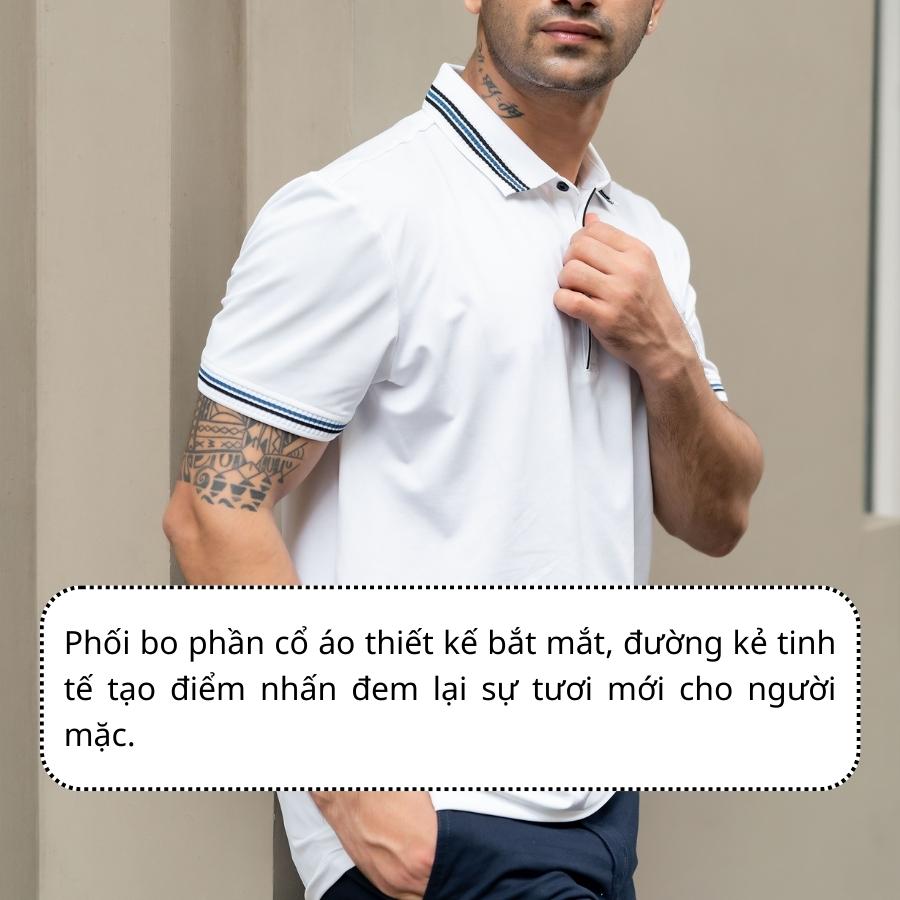 Phối bo phần cổ áo thiết kế bắt mắt, đường kẻ tinh
tế tạo điểm nhấn đem lại sự tươi mới cho người
mặc.